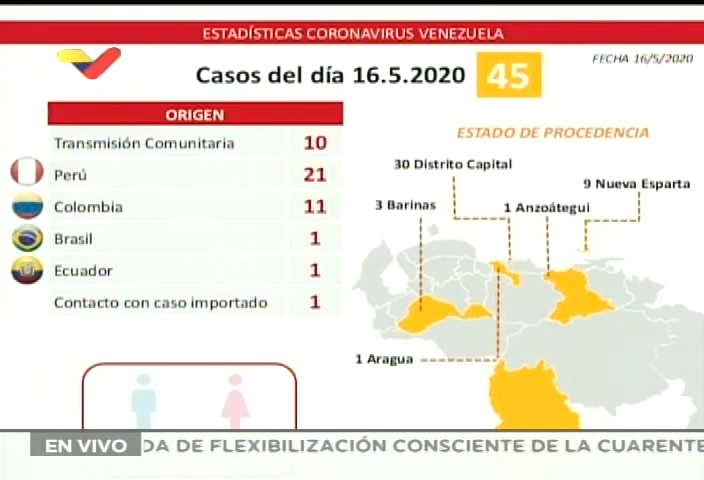 ESTADÍSTICAS CORONAVIRUS VENEZUELA
FECHA 16/5/2020
Casos del día 16.5.2020 45
ORIGEN
Transmisión Comunitaria 10
Perú 21
Colombia 11
Brasil 1
Ecuador 1
Contacto con caso importado 1
ESTADO DE PROCEDENCIA
30 Distrito Capital
9 Nueva Esparta
3 Barinas
1 Anzoátegui
1 Aragua
EN VIVO DA DE FLEXIBILIZACIÓN CONSCIENTE DE LA CUARENTE